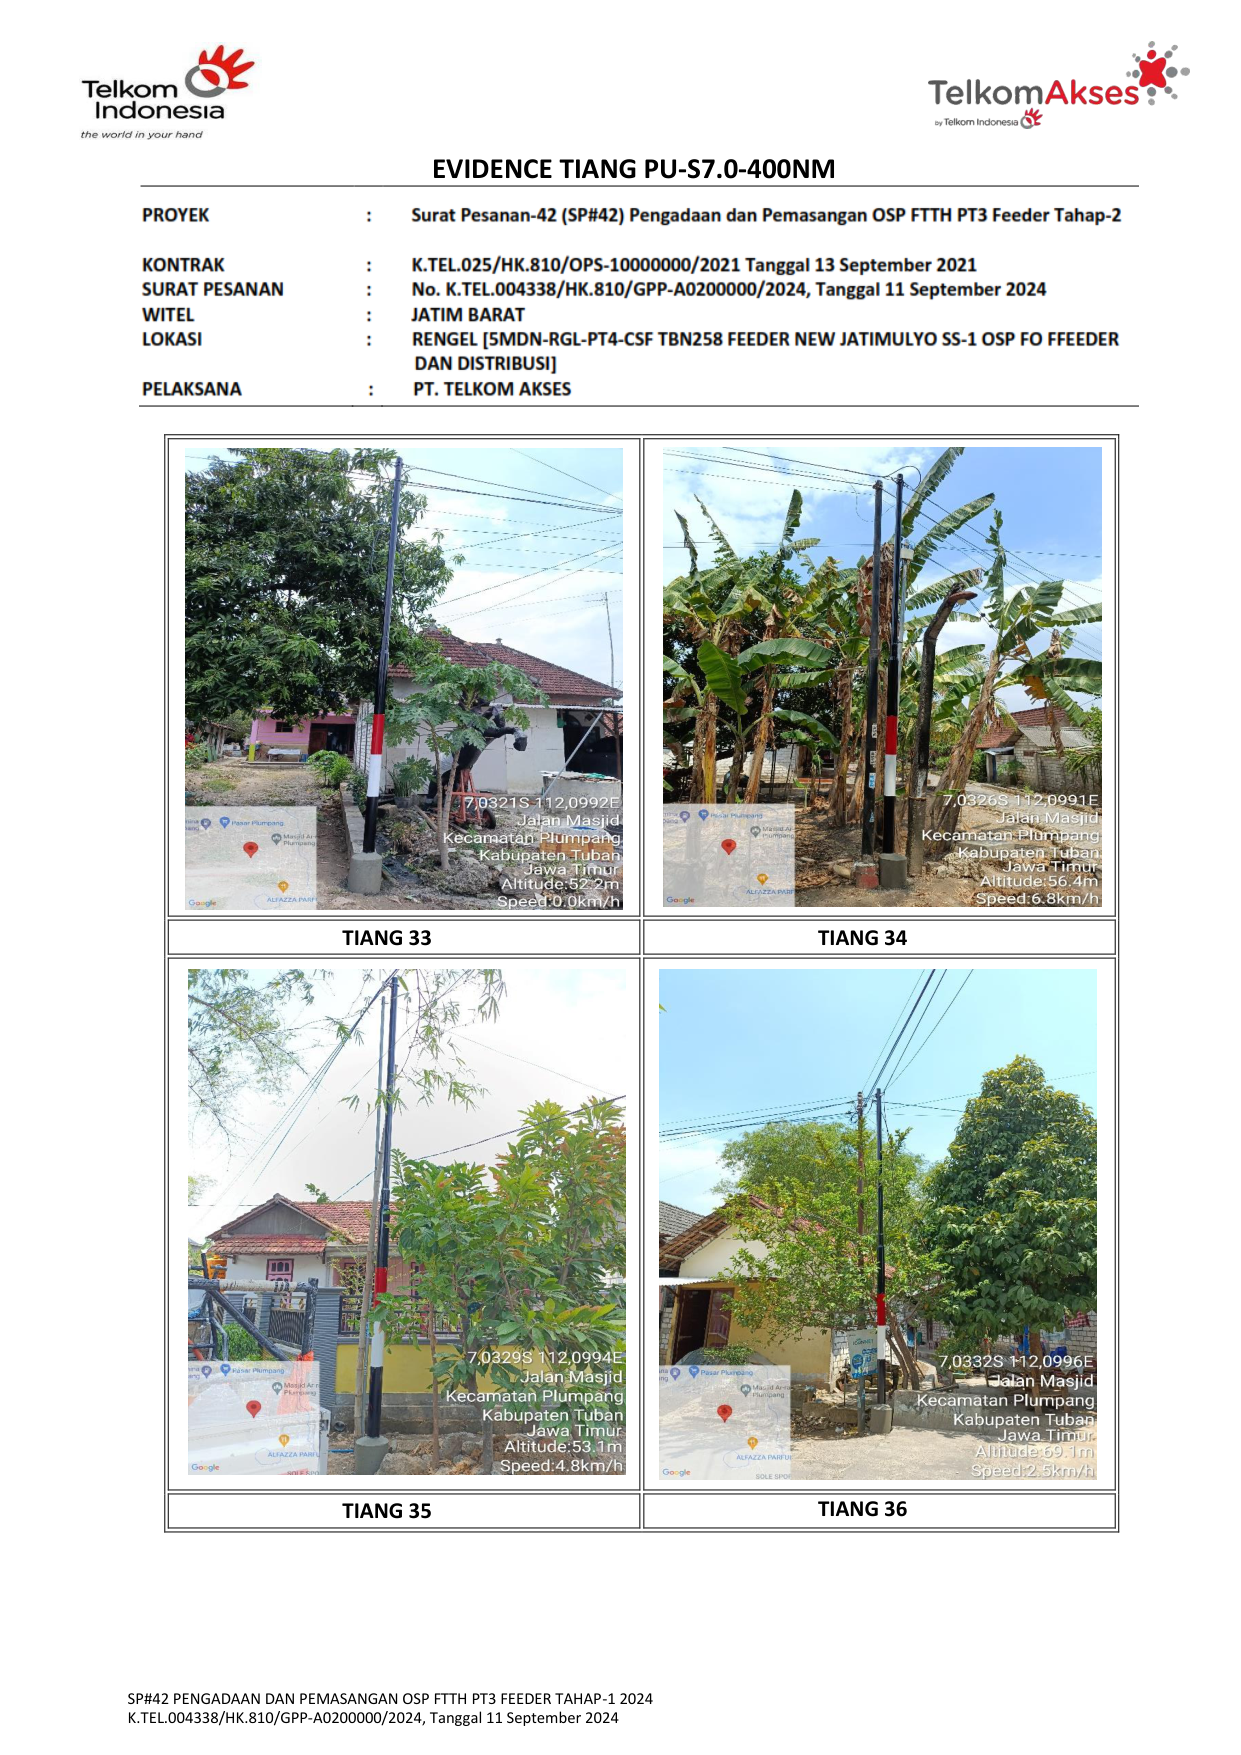 Telkom
Indonesia
the world in your hand
TelkomAkses
by Telkom Indonesia
EVIDENCE TIANG PU-S7.0-400NM
PROYEK : Surat Pesanan-42 (SP#42) Pengadaan dan Pemasangan OSP FTTH PT3 Feeder Tahap-2
KONTRAK : K.TEL.025/HK.810/OPS-10000000/2021 Tanggal 13 September 2021
SURAT PESANAN : No. K.TEL.004338/HK.810/GPP-A0200000/2024, Tanggal 11 September 2024
WITEL : JATIM BARAT
LOKASI : RENGEL [5MDN-RGL-PT4-CSF TBN258 FEEDER NEW JATIMULYO SS-1 OSP FO FFEEDER
DAN DISTRIBUSI]
PELAKSANA : PT. TELKOM AKSES
7,0321S 112,0992E
Jalan Masjid
Kecamatan Plumpang
Kabupaten Tuban
Jawa Timur
Altitude:52.2m
Speed:0.0km/h
Pasar Plumpang
Masjid Ar-
Plumpang
ALFAZZA PARF
Google
7,0326S 112,0991E
Jalan Masjid
Kecamatan Plumpang
Kabupaten Tuban
Jawa Timur
Altitude:56.4m
Speed:6.8km/h
Pasar Plumpang
Masjid Ar
Plumpang
ALFAZZA PARF
Google
TIANG 33
TIANG 34
7,0329S 112,0994E
Jalan Masjid
Kecamatan Plumpang
Kabupaten Tuban
Jawa Timur
Altitude:53.1m
Speed:4.8km/h
Pasar Plumpang
Masjid Ar-r
Plumpang
ALFAZZA PARFU
Google
7,0332S 112,0996E
Jalan Masjid
Kecamatan Plumpang
Kabupaten Tuban
Jawa Timur
Altitude:69.1m
Speed:2.5km/h
Pasar Plumpang
Masjid Ar-r
Plumpang
ALFAZZA PARFU
SOLE SPO
Google
TIANG 35
TIANG 36
SP#42 PENGADAAN DAN PEMASANGAN OSP FTTH PT3 FEEDER TAHAP-1 2024
K.TEL.004338/HK.810/GPP-A0200000/2024, Tanggal 11 September 2024